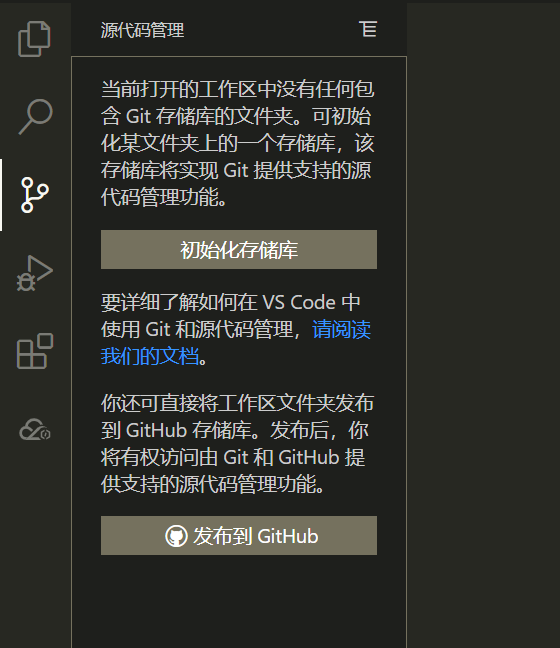 源代码管理
当前打开的工作区中没有任何包
含 Git 存储库的文件夹。可初始
化某文件夹上的一个存储库，该
存储库将实现 Git 提供支持的源
代码管理功能。
初始化存储库
要详细了解如何在 VS Code 中
使用 Git 和源代码管理，请阅读
我们的文档。
你还可直接将工作区文件夹发布
到 GitHub 存储库。发布后，你
将有权访问由 Git 和 GitHub 提
供支持的源代码管理功能。
发布到 GitHub